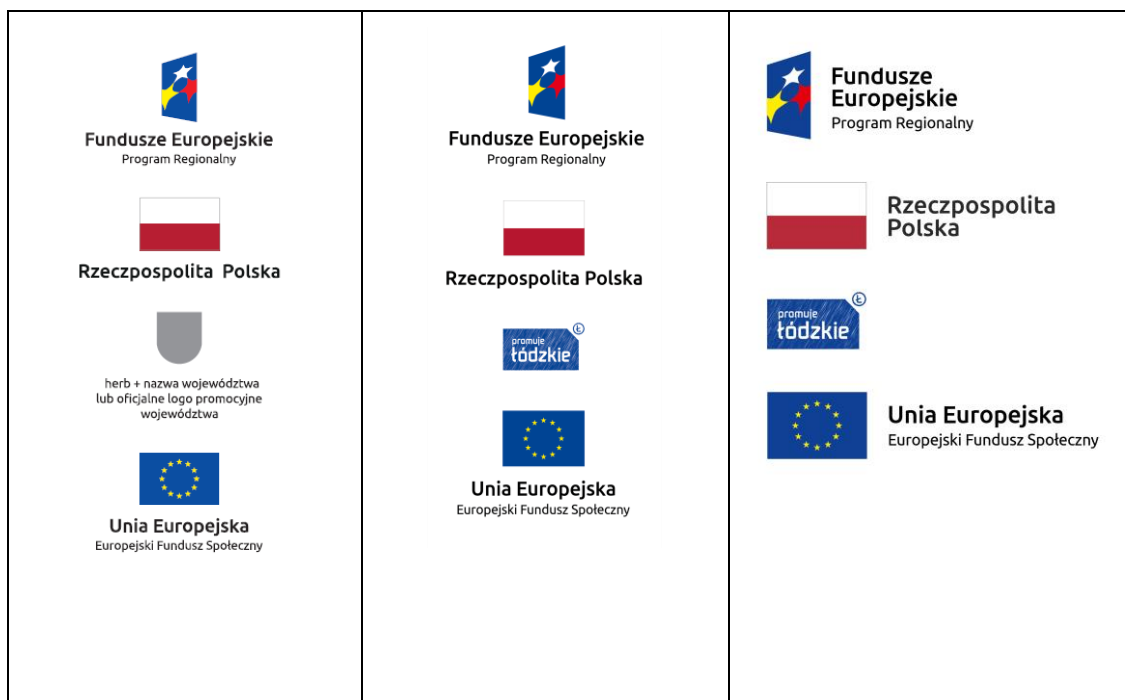 Fundusze Europejskie
Program Regionalny
Rzeczpospolita Polska
herb + nazwa województwa
lub oficjalne logo promocyjne
województwa
Unia Europejska
Europejski Fundusz Społeczny
Fundusze Europejskie
Program Regionalny
Rzeczpospolita Polska
Ł
promuje
łódzkie
Unia Europejska
Europejski Fundusz Społeczny
Fundusze
Europejskie
Program Regionalny
Rzeczpospolita
Polska
Ł
promuje
łódzkie
Unia Europejska
Europejski Fundusz Społeczny